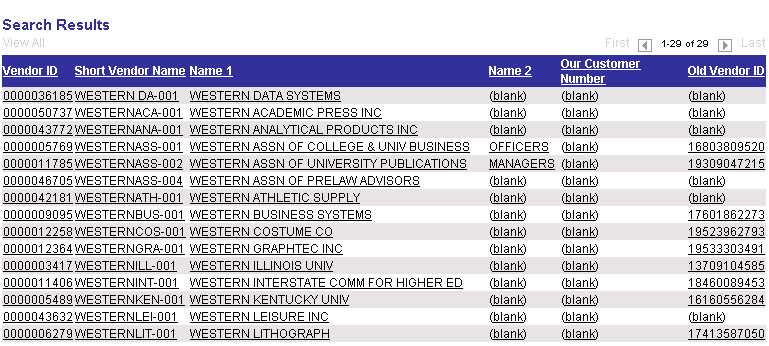 Search Results
View All First 1-29 of 29 Last
Vendor ID Short Vendor Name Name 1 Name 2 Our Customer Number Old Vendor ID
0000036185 WESTERN DA-001 WESTERN DATA SYSTEMS (blank) (blank) (blank)
0000050737 WESTERNACA-001 WESTERN ACADEMIC PRESS INC (blank) (blank) (blank)
0000043772 WESTERNANA-001 WESTERN ANALYTICAL PRODUCTS INC (blank) (blank) (blank)
0000005769 WESTERNASS-001 WESTERN ASSN OF COLLEGE & UNIV BUSINESS OFFICERS (blank) 16803809520
0000011785 WESTERNASS-002 WESTERN ASSN OF UNIVERSITY PUBLICATIONS MANAGERS (blank) 19309047215
0000046705 WESTERNASS-004 WESTERN ASSN OF PRELAW ADVISORS (blank) (blank) (blank)
0000042181 WESTERNATH-001 WESTERN ATHLETIC SUPPLY (blank) (blank) (blank)
0000009095 WESTERNBUS-001 WESTERN BUSINESS SYSTEMS (blank) (blank) 17601862273
0000012258 WESTERNCOS-001 WESTERN COSTUME CO (blank) (blank) 19523962793
0000012364 WESTERNGRA-001 WESTERN GRAPHTEC INC (blank) (blank) 19533303491
0000003417 WESTERNILL-001 WESTERN ILLINOIS UNIV (blank) (blank) 13709104585
0000011406 WESTERNINT-001 WESTERN INTERSTATE COMM FOR HIGHER ED (blank) (blank) 18460089453
0000005489 WESTERNKEN-001 WESTERN KENTUCKY UNIV (blank) (blank) 16160556284
0000043632 WESTERNLEI-001 WESTERN LEISURE INC (blank) (blank) (blank)
0000006279 WESTERNLIT-001 WESTERN LITHOGRAPH (blank) (blank) 17413587050